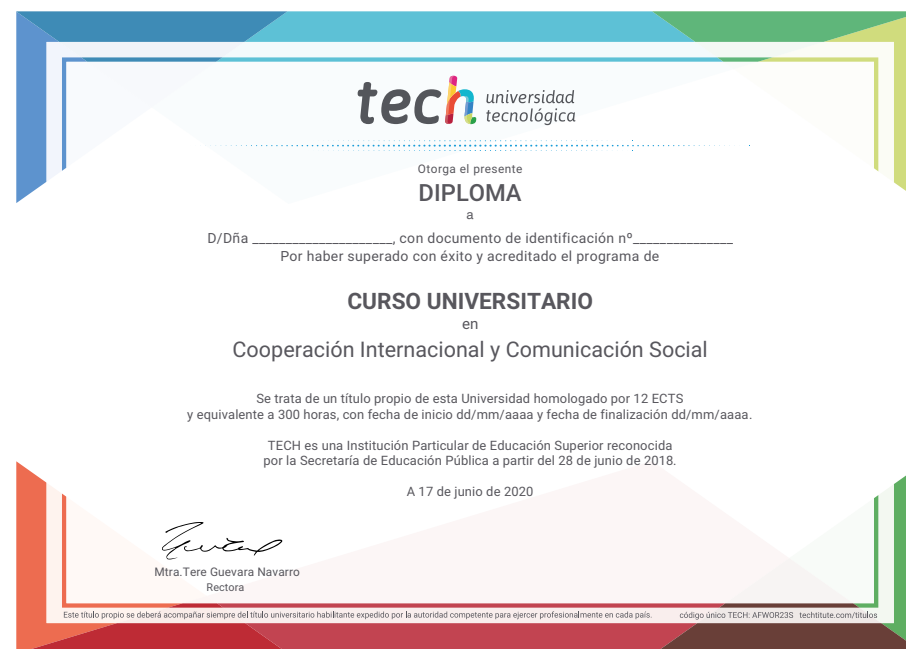 tech universidad
tecnológica
Otorga el presente
DIPLOMA
a
D/Dña ______________________, con documento de identificación nº________________
Por haber superado con éxito y acreditado el programa de
CURSO UNIVERSITARIO
en
Cooperación Internacional y Comunicación Social
Se trata de un título propio de esta Universidad homologado por 12 ECTS
y equivalente a 300 horas, con fecha de inicio dd/mm/aaaa y fecha de finalización dd/mm/aaaa.
TECH es una Institución Particular de Educación Superior reconocida
por la Secretaría de Educación Pública a partir del 28 de junio de 2018.
A 17 de junio de 2020
Mtra.Tere Guevara Navarro
Rectora
Este título propio se deberá acompañar siempre del título universitario habilitante expedido por la autoridad competente para ejercer profesionalmente en cada país. código único TECH: AFWOR23S techtitute.com/titulos